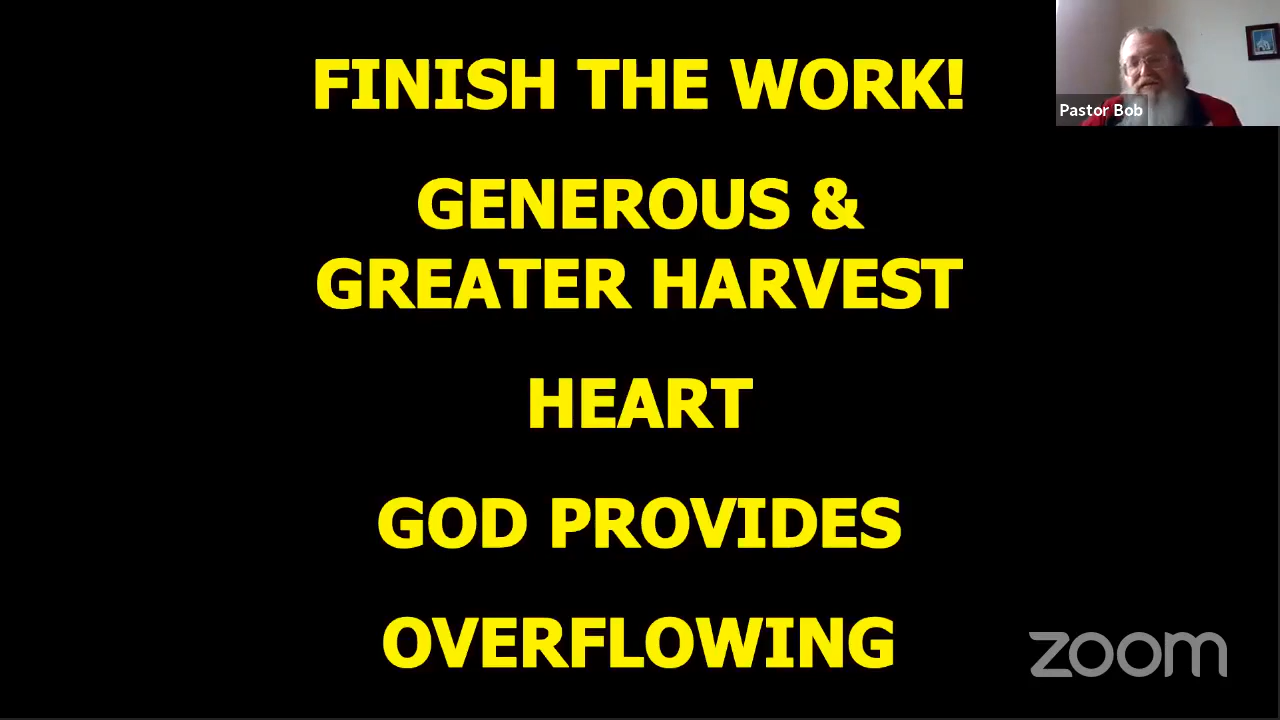 FINISH THE WORK!
GENEROUS &
GREATER HARVEST
HEART
GOD PROVIDES
OVERFLOWING
Pastor Bob
zoom